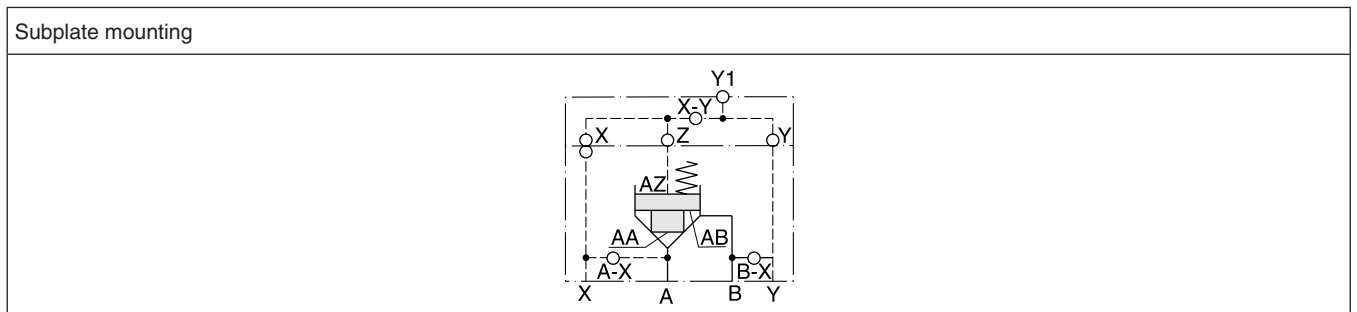 Subplate mounting
Y1
X-Y
X Z Y
AZ
AA AB
A-X B-X
X A B Y